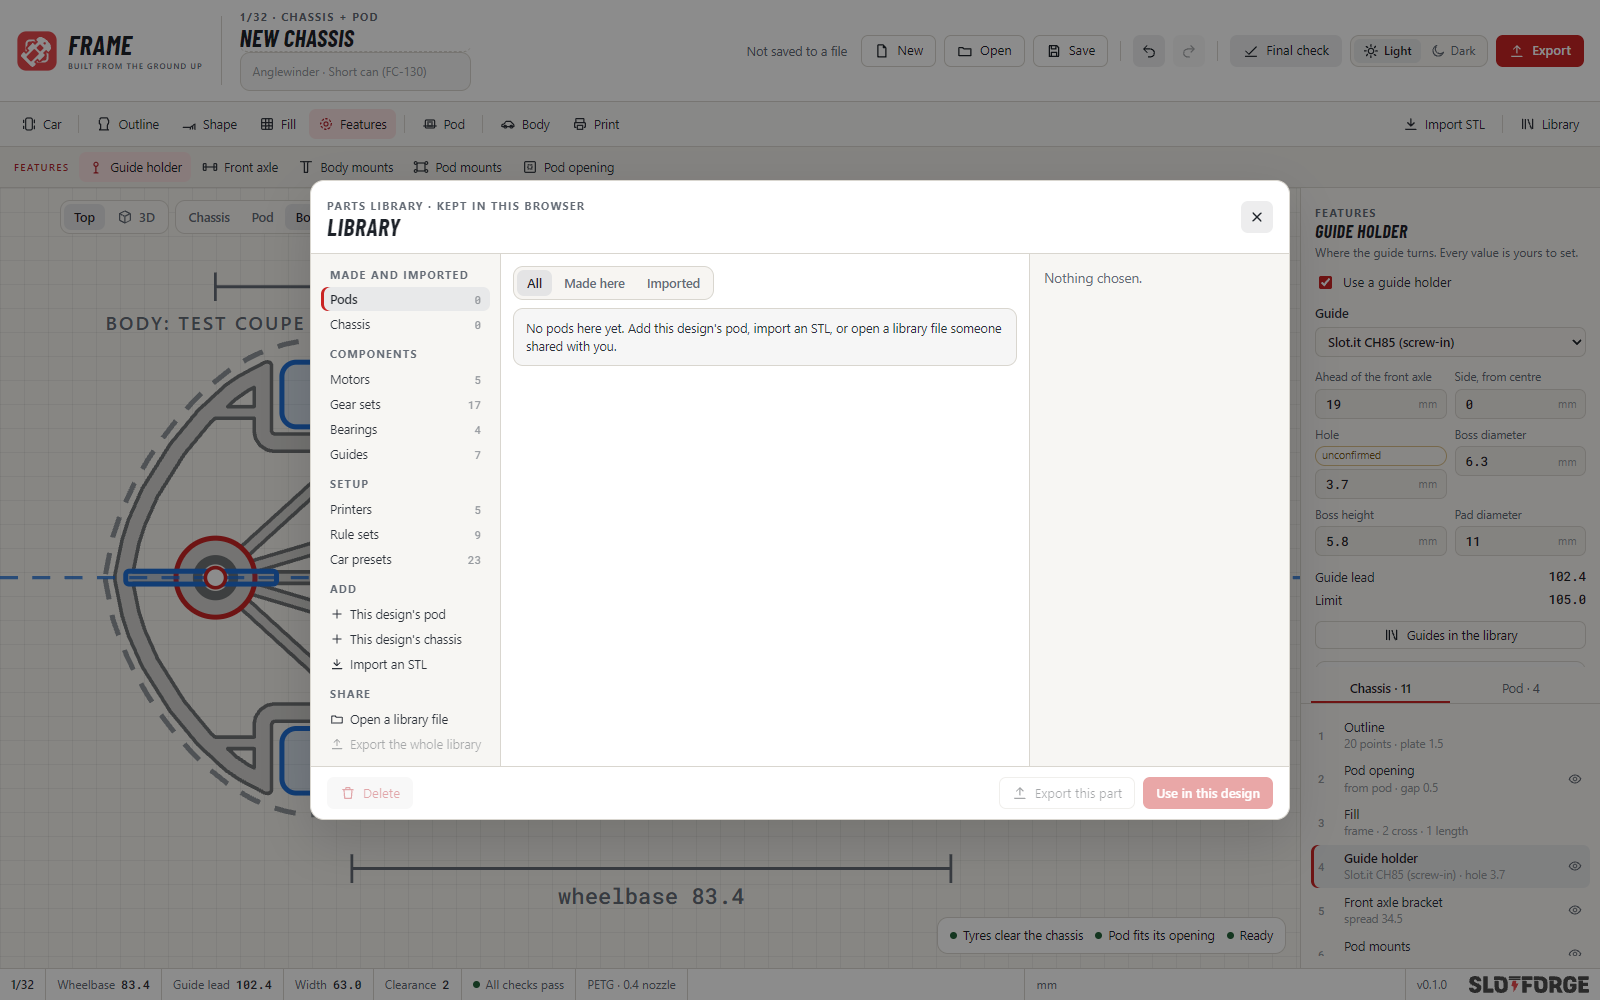 FRAME
BUILT FROM THE GROUND UP
1/32 · CHASSIS + POD
NEW CHASSIS
Anglewinder · Short can (FC-130)
Not saved to a file
New
Open
Save
Final check
Light
Dark
Export
Car
Outline
Shape
Fill
Features
Pod
Body
Print
Import STL
Library
FEATURES
Guide holder
Front axle
Body mounts
Pod mounts
Pod opening
Top
3D
Chassis
Pod
Bo
BODY: TEST COUPE
wheelbase 83.4
PARTS LIBRARY · KEPT IN THIS BROWSER
LIBRARY
MADE AND IMPORTED
Pods 0
Chassis 0
COMPONENTS
Motors 5
Gear sets 17
Bearings 4
Guides 7
SETUP
Printers 5
Rule sets 9
Car presets 23
ADD
This design's pod
This design's chassis
Import an STL
SHARE
Open a library file
Export the whole library
All
Made here
Imported
No pods here yet. Add this design's pod, import an STL, or open a library file someone
shared with you.
Nothing chosen.
Delete
Export this part
Use in this design
FEATURES
GUIDE HOLDER
Where the guide turns. Every value is yours to set.
Use a guide holder
Guide
Slot.it CH85 (screw-in)
Ahead of the front axle
19 mm
Side, from centre
0 mm
Hole
unconfirmed
3.7 mm
Boss diameter
6.3 mm
Boss height
5.8 mm
Pad diameter
11 mm
Guide lead 102.4
Limit 105.0
Guides in the library
Chassis · 11
Pod · 4
1 Outline
20 points · plate 1.5
2 Pod opening
from pod · gap 0.5
3 Fill
frame · 2 cross · 1 length
4 Guide holder
Slot.it CH85 (screw-in) · hole 3.7
5 Front axle bracket
spread 34.5
6 Pod mounts
Tyres clear the chassis
Pod fits its opening
Ready
1/32
Wheelbase 83.4
Guide lead 102.4
Width 63.0
Clearance 2
All checks pass
PETG · 0.4 nozzle
mm
v0.1.0
SLOTFORGE